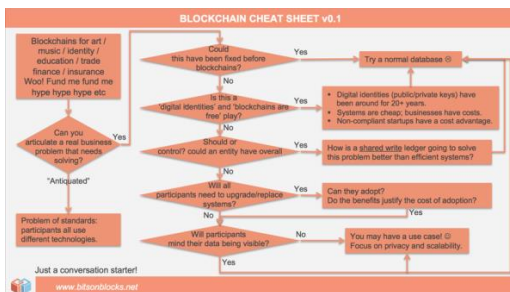 BLOCKCHAIN CHEAT SHEET v0.1
Blockchains for art /
music / identity /
education / trade
finance / insurance
Woo! Fund me fund me
hype hype hype etc
Can you
articulate a real business
problem that needs
solving?
Yes
"Antiquated"
Problem of standards:
participants all use
different technologies.
Could
this have been fixed before
blockchains?
Yes
Try a normal database ☹
No
Is this a
'digital identities' and 'blockchains are
free' play?
Yes
• Digital identities (public/private keys) have
been around for 20+ years.
• Systems are cheap; businesses have costs.
• Non-compliant startups have a cost advantage.
No
Should or
control? could an entity have overall
Yes
How is a shared write ledger going to solve
this problem better than efficient systems?
No
Will all
participants need to upgrade/replace
systems?
Yes
Can they adopt?
Do the benefits justify the cost of adoption?
No
Yes
Will participants
mind their data being visible?
No
You may have a use case! ☺
Focus on privacy and scalability.
Yes
Just a conversation starter!
www.bitsonblocks.net